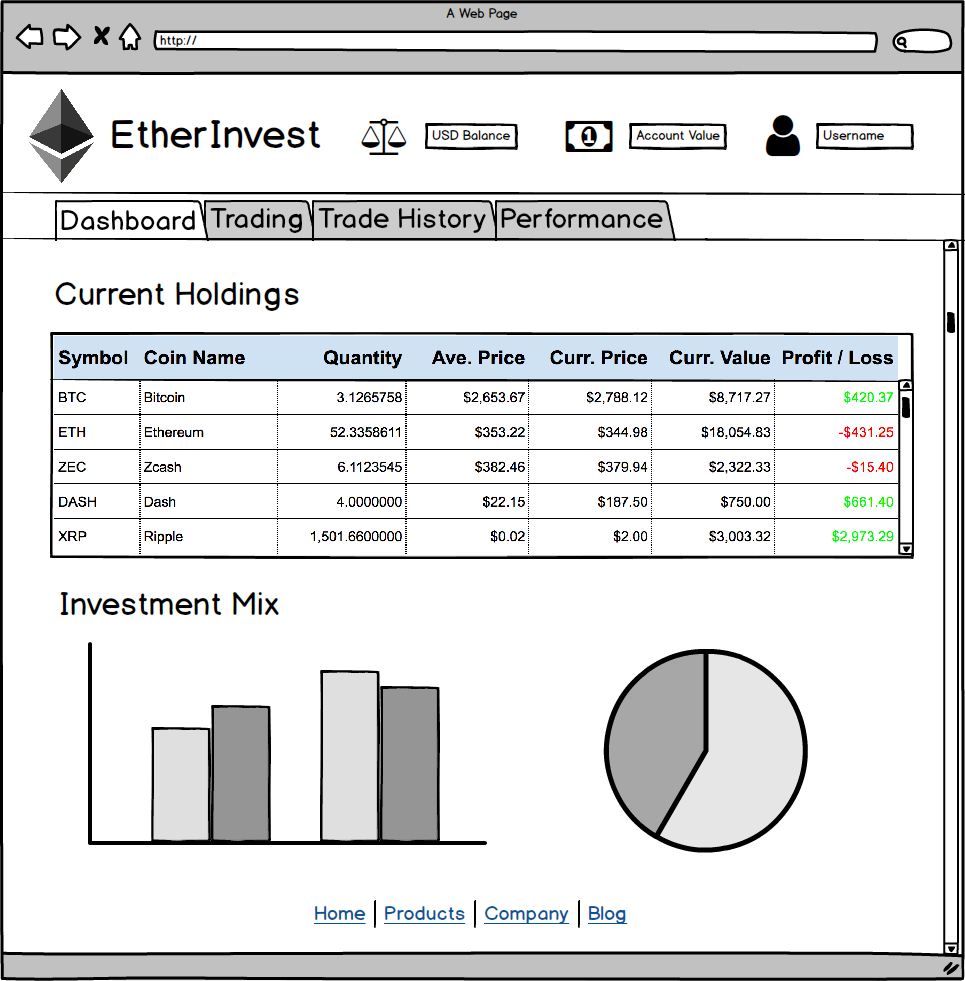 A Web Page
http://
EtherInvest
USD Balance
Account Value
Username
Dashboard Trading Trade History Performance
Current Holdings
Symbol Coin Name Quantity Ave. Price Curr. Price Curr. Value Profit / Loss
BTC Bitcoin 3.1265758 $2,653.67 $2,788.12 $8,717.27 $420.37
ETH Ethereum 52.3358611 $353.22 $344.98 $18,054.83 -$431.25
ZEC Zcash 6.1123545 $382.46 $379.94 $2,322.33 -$15.40
DASH Dash 4.0000000 $22.15 $187.50 $750.00 $661.40
XRP Ripple 1,501.6600000 $0.02 $2.00 $3,003.32 $2,973.29
Investment Mix
Home Products Company Blog